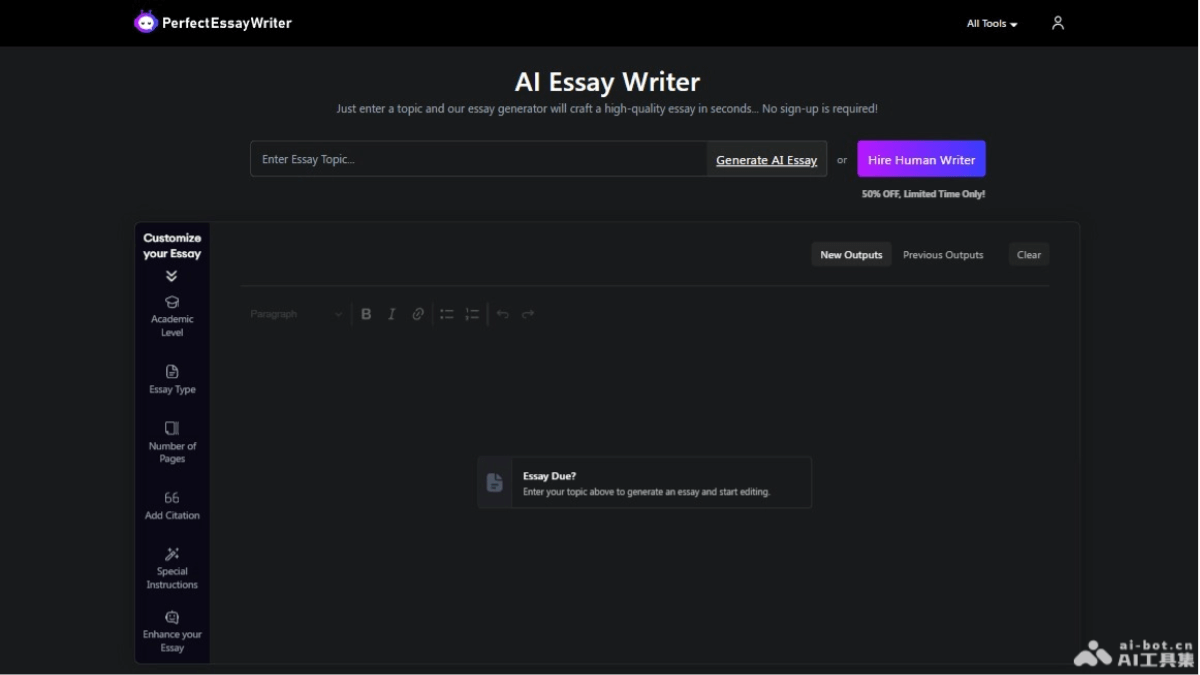 PerfectEssayWriter
All Tools
AI Essay Writer
Just enter a topic and our essay generator will craft a high-quality essay in seconds... No sign-up is required!
Enter Essay Topic...
Generate AI Essay
or
Hire Human Writer
50% OFF, Limited Time Only!
Customize
your Essay
New Outputs
Previous Outputs
Clear
Paragraph
B
I
Academic
Level
Essay Type
Number of
Pages
Add Citation
Special
Instructions
Enhance your
Essay
Essay Due?
Enter your topic above to generate an essay and start editing.
ai-bot.cn
AI工具集